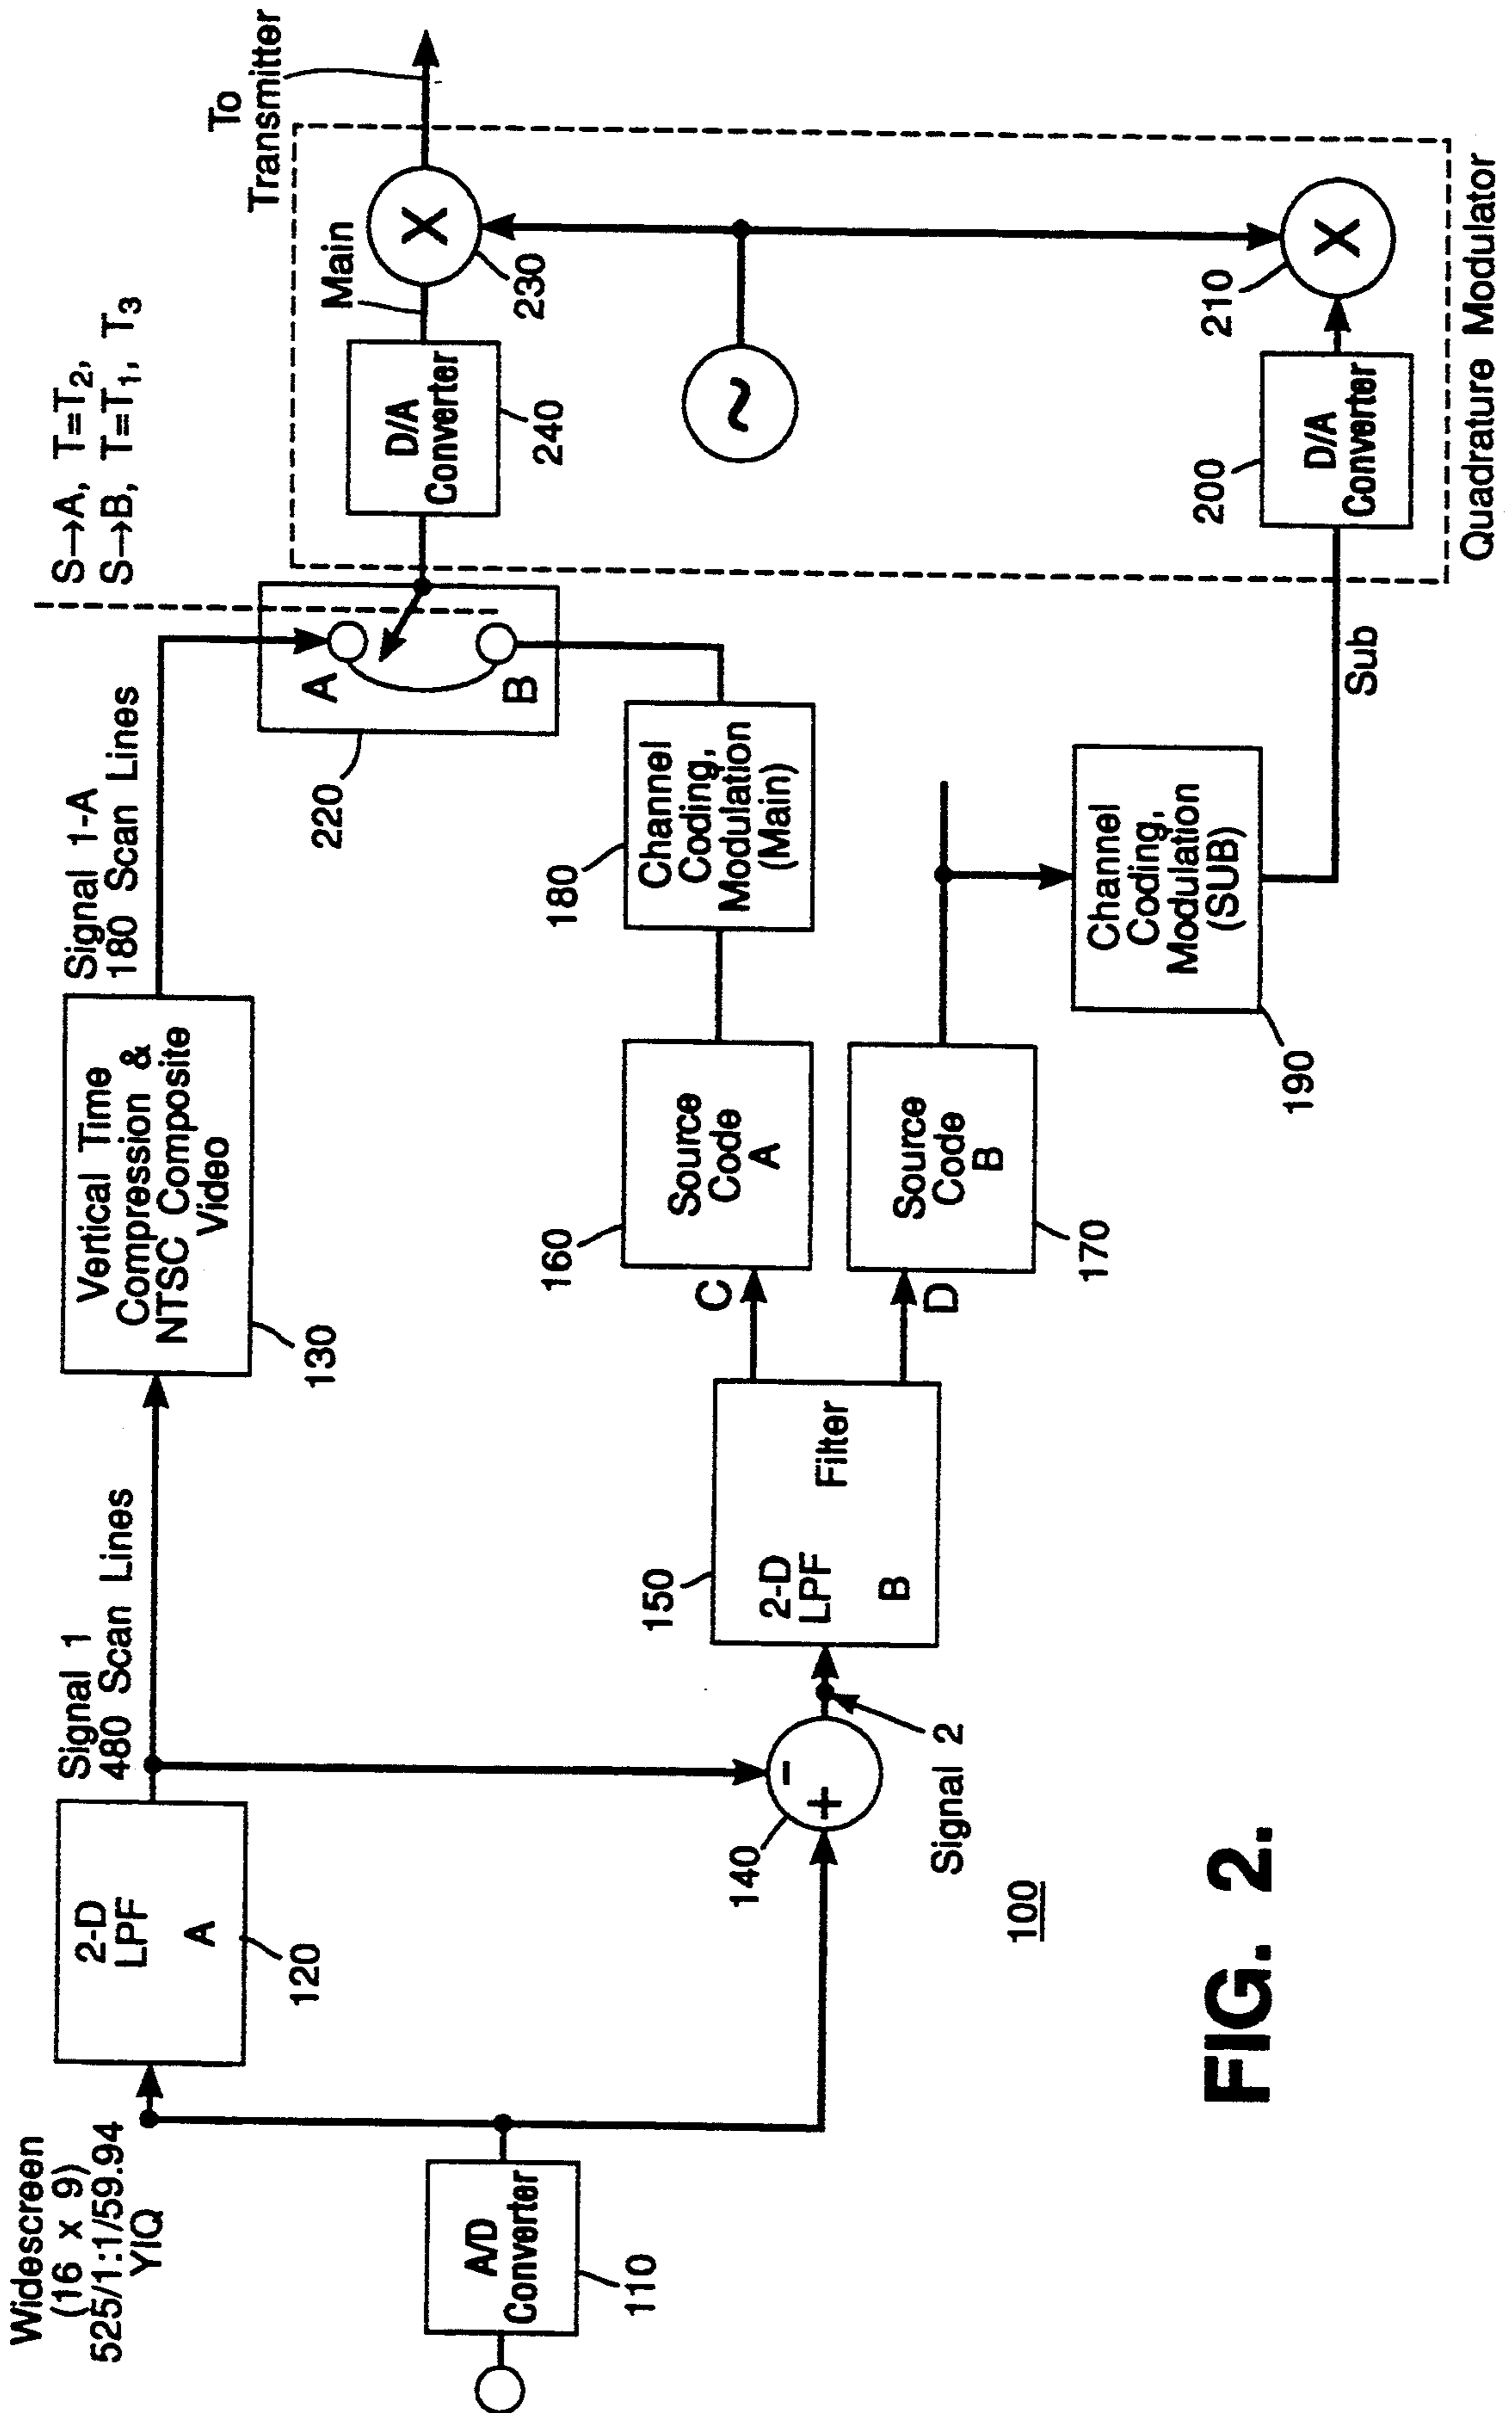 Widescreen
(16 x 9)
525/1:1/59.94
YIQ
A/D
Converter
110
2-D
LPF
A
120
Signal 1
480 Scan Lines
Vertical Time
Compression &
NTSC Composite
Video
130
Signal 1-A
180 Scan Lines
S→A, T=T₂,
S→B, T=T₁, T₃
A
B
220
To
Transmitter
Main
X
230
D/A
Converter
240
~
X
210
D/A
Converter
200
Quadrature Modulator
-
+
140
Signal 2
2-D
LPF
B
Filter
150
C
D
Source
Code
A
160
Source
Code
B
170
Channel
Coding,
Modulation
(Main)
180
Channel
Coding,
Modulation
(SUB)
190
Sub
100
FIG. 2.